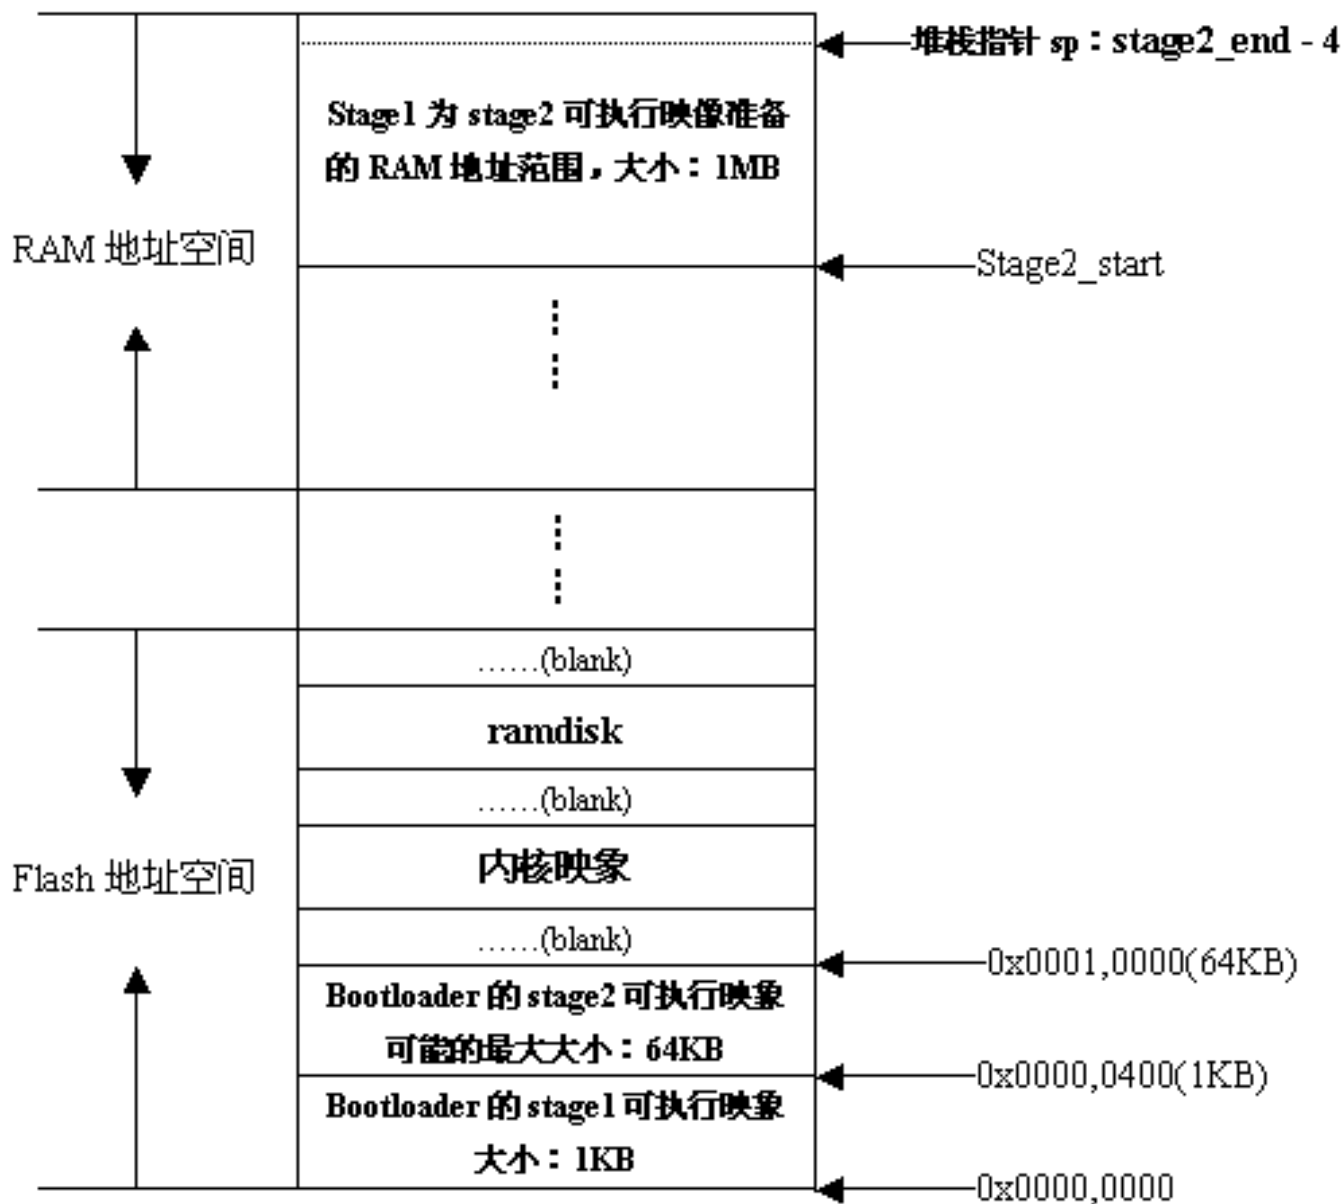 堆栈指针 sp：stage2_end - 4
Stage1 为 stage2 可执行映像准备
的 RAM 地址范围，大小：1MB
RAM 地址空间
Stage2_start
......(blank)
ramdisk
......(blank)
内核映象
Flash 地址空间
......(blank)
0x0001,0000(64KB)
Bootloader 的 stage2 可执行映象
可能的最大大小：64KB
0x0000,0400(1KB)
Bootloader 的 stage1 可执行映象
大小：1KB
0x0000,0000